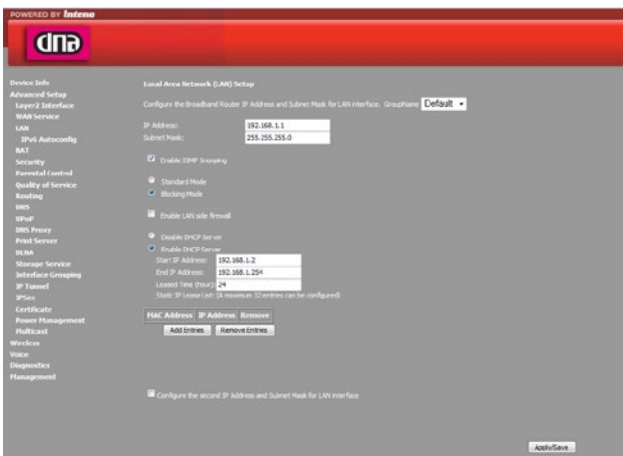 POWERED BY Inteno
dna
Device Info
Advanced Setup
Layer2 Interface
WAN Service
LAN
IPv6 Autoconfig
NAT
Security
Parental Control
Quality of Service
Routing
DNS
UPnP
DNS Proxy
Print Server
DLNA
Storage Service
Interface Grouping
IP Tunnel
IPSec
Certificate
Power Management
Multicast
Wireless
Voice
Diagnostics
Management
Local Area Network (LAN) Setup
Configure the Broadband Router IP Address and Subnet Mask for LAN interface. GroupName Default
IP Address: 192.168.1.1
Subnet Mask: 255.255.255.0
Enable IGMP Snooping
Standard Mode
Blocking Mode
Enable LAN side firewall
Disable DHCP Server
Enable DHCP Server
Start IP Address: 192.168.1.2
End IP Address: 192.168.1.254
Leased Time (hour): 24
Static IP Lease List: (A maximum 32 entries can be configured)
MAC Address IP Address Remove
Add Entries Remove Entries
Configure the second IP Address and Subnet Mask for LAN interface
Apply/Save